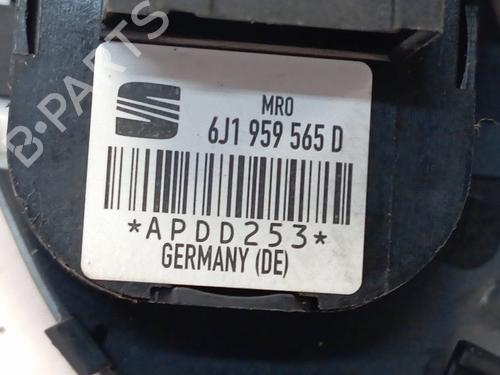 B-PARTS
MRO
6J1 959 565 D
*APDD253*
GERMANY (DE)